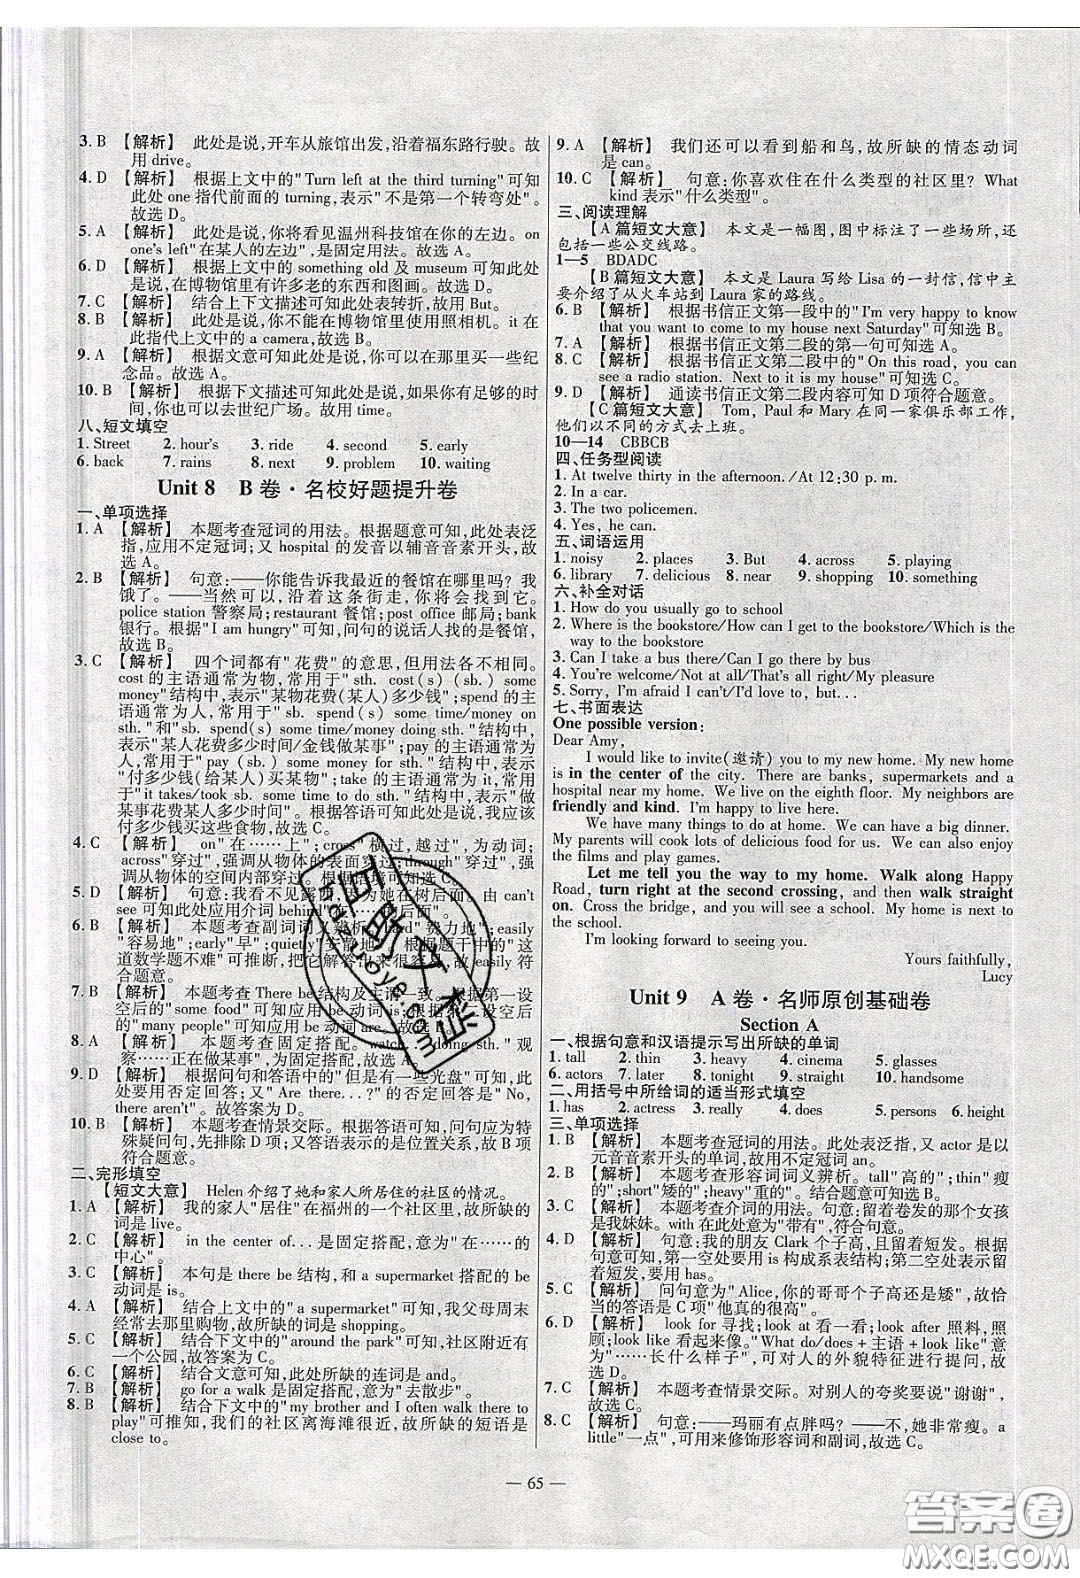 3. B 【解析】 此处是说,开车从旅馆出发,沿着福东路行驶。故
用 drive。
4. D 【解析】 根据上文中的"Turn left at the third turning"可知
此处 one 指代前面的 turning,表示"不是第一个转弯处"。
故选 D。
5. A 【解析】 此处是说,你将看见温州科技馆在你的左边。on
one's left"在某人的左边",是固定用法。故选 A。
6. D 【解析】 根据上文中的 something old 及 museum 可知此处
是说,在博物馆里有许多老的东西和图画。故选 D。
7. C 【解析】 结合上下文描述可知此处表转折,故用 But。
8. B 【解析】 此处是说,你不能在博物馆里使用照相机。it 在
此指代上文中的 a camera,故选 B。
9. A 【解析】 根据文意可知此处是说,你可以在那里买一些纪
念品。故选 A。
10. B 【解析】 根据下文描述可知此处是说,如果你有足够的时
间,你可以去世纪广场。故用 time。
八、短文填空
1. Street 2. hour's 3. ride 4. second 5. early
6. back 7. rains 8. next 9. problem 10. waiting
Unit 8 B 卷·名校好题提升卷
一、单项选择
1. A 【解析】 本题考查冠词的用法。根据题意可知,此处表泛
指,应用不定冠词;又 hospital 的发音以辅音音素开头,故
选 A。
2. B 【解析】 句意:——你能告诉我最近的餐馆在哪里吗?我
饿了。——当然可以,沿着这条街走,你将会找到它。
police station 警察局;restaurant 餐馆;post office 邮局;bank
银行。根据"I am hungry"可知,问句的说话人找的是餐馆,
故选 B。
3. C 【解析】 四个词都有"花费"的意思,但用法各不相同。
cost 的主语通常为物,常用在"sth. cost(s) (sb.) some
money"结构中,表示"某物花费(某人)多少钱";spend 的主
语通常为人,常用在"sb. spend(s) some time/money on
sth."和"sb. spend(s) some time/money doing sth."结构中,
表示"某人花费多少时间/金钱做某事";pay 的主语通常为
人,常用在"sb. pay (sb.) some money for sth."结构中,表示
"付多少钱(给某人)买某物";take 的主语通常为 it,常用在
"it takes/took sb. some time to do sth."结构中,表示"做
某事花费某人多少时间"。根据答语可知此处是说,我应该
付多少钱买这些食物,故选 C。
4. C 【解析】 on"在……上";cross"横过,越过",为动词;
across"穿过",强调从物体的表面穿过;through"穿过",强
调从物体的空间内部穿过。根据语境可知选 C。
5. D 【解析】 句意:我看不见露西,因为她在树后面。由 can't
see 可知此处应用介词 behind"在……的后面"。
6. B 【解析】 本题考查副词词义辨析。hard"努力地";easily
"容易地";early"早";quietly"安静地"。根据题干中的"这
道数学题不难"可推断,把它解答出来很容易,故 easily 符
合题意。
7. B 【解析】 本题考查 There be 结构及主谓一致。根据第一设
空后的"some food"可知应用动词 is;根据第二设空后
的"many people"可知应用 be 动词 are。故选 B。
8. A 【解析】 本题考查固定搭配。watch… doing sth."观
察……正在做某事",是固定搭配,故选 A。
9. D 【解析】 根据问句和答语中的"但是有一些光盘"可知,此
处应用否定回答;又"Are there...?"的否定回答是"No,
there aren't"。故答案为 D。
10. B 【解析】 本题考查情景交际。根据答语可知,问句应为特
殊疑问句,先排除 D 项;又答语表示的是位置关系,故 B 项
符合题意。
二、完形填空
【短文大意】 Helen 介绍了她和家人所居住的社区的情况。
1. A 【解析】 我的家人"居住"在福州的一个社区里,故所缺的
词是 live。
2. C 【解析】 in the center of... 是固定搭配,意为"在……的
中心"。
3. C 【解析】 本句是 there be 结构,和 a supermarket 搭配的 be
动词是 is。
4. A 【解析】 结合上文中的"a supermarket"可知,我父母周末
经常去那里购物,故所缺的词是 shopping。
5. C 【解析】 结合下文中的"around the park"可知,社区附近有
一个公园,故答案为 C。
6. C 【解析】 结合文意可知,此处所缺的连词是 and。
7. B 【解析】 go for a walk 是固定搭配,意为"去散步"。
8. B 【解析】 结合下文中的"my brother and I often walk there to
play"可推知,我们的社区离海滩很近,故所缺的短语是
close to。
9. A 【解析】 我们还可以看到船和鸟,故所缺的情态动词
是 can。
10. C 【解析】 句意:你喜欢住在什么类型的社区里? What
kind 表示"什么类型"。
三、阅读理解
【A 篇短文大意】 本文是一幅图,图中标注了一些场所,还
包括一些公交线路。
1—5 BDADC
【B 篇短文大意】 本文是 Laura 写给 Lisa 的一封信,信中主
要介绍了从火车站到 Laura 家的路线。
6. B 【解析】 根据书信正文第一段中的"I'm very happy to know
that you want to come to my house next Saturday"可知选 B。
7. A 【解析】 根据书信正文第二段的第一句可知选 A。
8. C 【解析】 根据书信正文第二段中的"On this road, you can
see a radio station. Next to it is my house"可知选 C。
9. D 【解析】 通读书信正文第二段内容可知 D 项符合题意。
【C 篇短文大意】 Tom, Paul 和 Mary 在同一家俱乐部工作,
他们以不同的方式去上班。
10—14 CBBCB
四、任务型阅读
1. At twelve thirty in the afternoon./At 12:30 p. m.
2. In a car.
3. The two policemen.
4. Yes, he can.
五、词语运用
1. noisy 2. places 3. But 4. across 5. playing
6. library 7. delicious 8. near 9. shopping 10. something
六、补全对话
1. How do you usually go to school
2. Where is the bookstore/How can I get to the bookstore/Which is the
way to the bookstore
3. Can I take a bus there/Can I go there by bus
4. You're welcome/Not at all/That's all right/My pleasure
5. Sorry, I'm afraid I can't/I'd love to, but...
七、书面表达
One possible version:
Dear Amy,
I would like to invite(邀请) you to my new home. My new home
is in the center of the city. There are banks, supermarkets and a
hospital near my home. We live on the eighth floor. My neighbors are
friendly and kind. I'm happy to live here.
We have many things to do at home. We can have a big dinner.
My parents will cook lots of delicious food for us. We can also enjoy
the films and play games.
Let me tell you the way to my home. Walk along Happy
Road, turn right at the second crossing, and then walk straight
on. Cross the bridge, and you will see a school. My home is next to
the school.
I'm looking forward to seeing you.
Yours faithfully,
Lucy
Unit 9 A 卷·名师原创基础卷
Section A
一、根据句意和汉语提示写出所缺的单词
1. tall 2. thin 3. heavy 4. cinema 5. glasses
6. actors 7. later 8. tonight 9. straight 10. handsome
二、用括号中所给词的适当形式填空
1. has 2. actress 3. really 4. does 5. persons 6. height
三、单项选择
1. B 【解析】 本题考查冠词的用法。此处表泛指,又 actor 是以
元音音素开头的单词,故用不定冠词 an。
2. B 【解析】 本题考查形容词词义辨析。tall"高的";thin"瘦
的";short"矮的";heavy"重的"。结合题意可知选 B。
3. C 【解析】 本题考查介词的用法。句意:留着卷发的那个女孩
是我妹妹。with 在此处意为"带有",符合句意。
4. D 【解析】 句意:我的朋友 Clark 个子高,并且留着短发。根据
句意可知,第一空处要用 is 构成系表结构;第二空处表示留
着短发,要用 has。
5. C 【解析】 问句意为"Alice,你的哥哥个子高还是矮",故恰
当的答语是 C 项"他真的很高"。
6. D 【解析】 look for 寻找;look at 看一看;look after 照料,照
顾;look like 看起来像。"What do/does + 主语 + look like"意
为"……长什么样子",可对人的外貌特征进行提问,故
选 D。
7. C 【解析】 本题考查情景交际。对别人的夸奖要说"谢谢",
故选 C。
8. C 【解析】 句意:——玛丽有点胖吗?——不,她非常瘦。a
little"一点",可用来修饰形容词和副词,故选 C。
— 65 —
答案圈
MXQE.COM